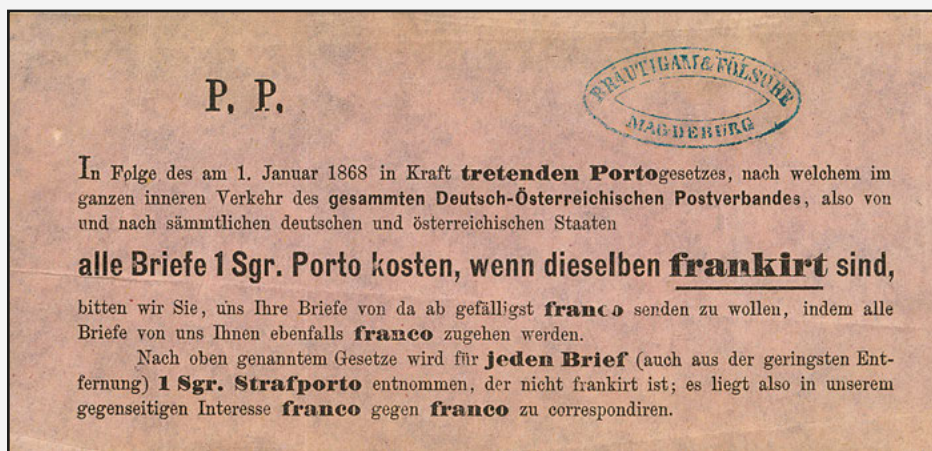 P. P.
BRAUTIGAM & FÖLSCHE
MAGDEBURG
In Folge des am 1. Januar 1868 in Kraft tretenden Portogesetzes, nach welchem im
ganzen inneren Verkehr des gesammten Deutsch-Österreichischen Postverbandes, also von
und nach sämmtlichen deutschen und österreichischen Staaten
alle Briefe 1 Sgr. Porto kosten, wenn dieselben frankirt sind,
bitten wir Sie, uns Ihre Briefe von da ab gefälligst franco senden zu wollen, indem alle
Briefe von uns Ihnen ebenfalls franco zugehen werden.
Nach oben genanntem Gesetze wird für jeden Brief (auch aus der geringsten Ent-
fernung) 1 Sgr. Strafporto entnommen, der nicht frankirt ist; es liegt also in unserem
gegenseitigen Interesse franco gegen franco zu correspondiren.